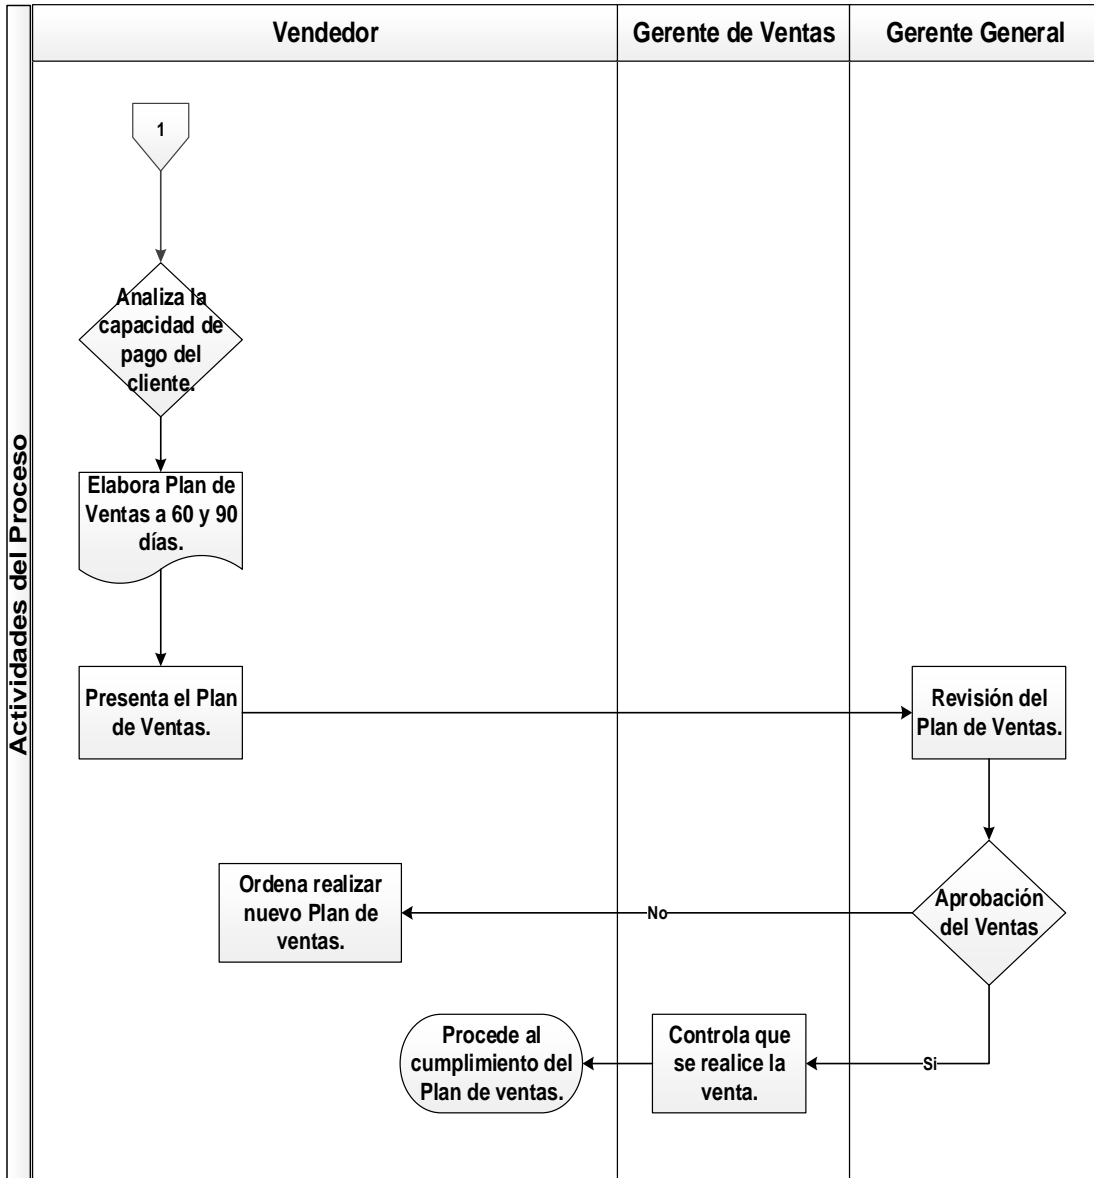 Vendedor
Gerente de Ventas
Gerente General
Actividades del Proceso
1
Analiza la
capacidad de
pago del
cliente.
Elabora Plan de
Ventas a 60 y 90
días.
Presenta el Plan
de Ventas.
Revisión del
Plan de Ventas.
Aprobación
del Ventas
No
Ordena realizar
nuevo Plan de
ventas.
Si
Controla que
se realice la
venta.
Procede al
cumplimiento del
Plan de ventas.